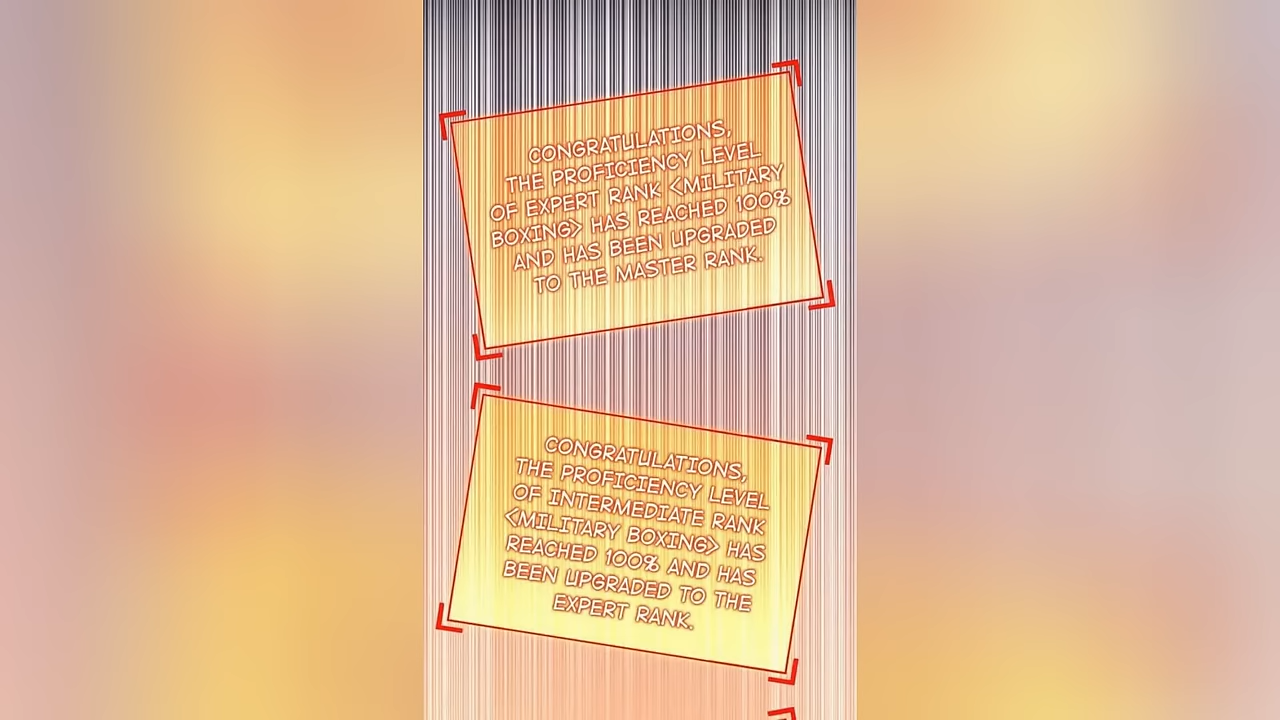 CONGRATULATIONS,
THE PROFICIENCY LEVEL
OF EXPERT RANK <MILITARY
BOXING> HAS REACHED 100%
AND HAS BEEN UPGRADED
TO THE MASTER RANK.
CONGRATULATIONS,
THE PROFICIENCY LEVEL
OF INTERMEDIATE RANK
<MILITARY BOXING> HAS
REACHED 100% AND HAS
BEEN UPGRADED TO THE
EXPERT RANK.